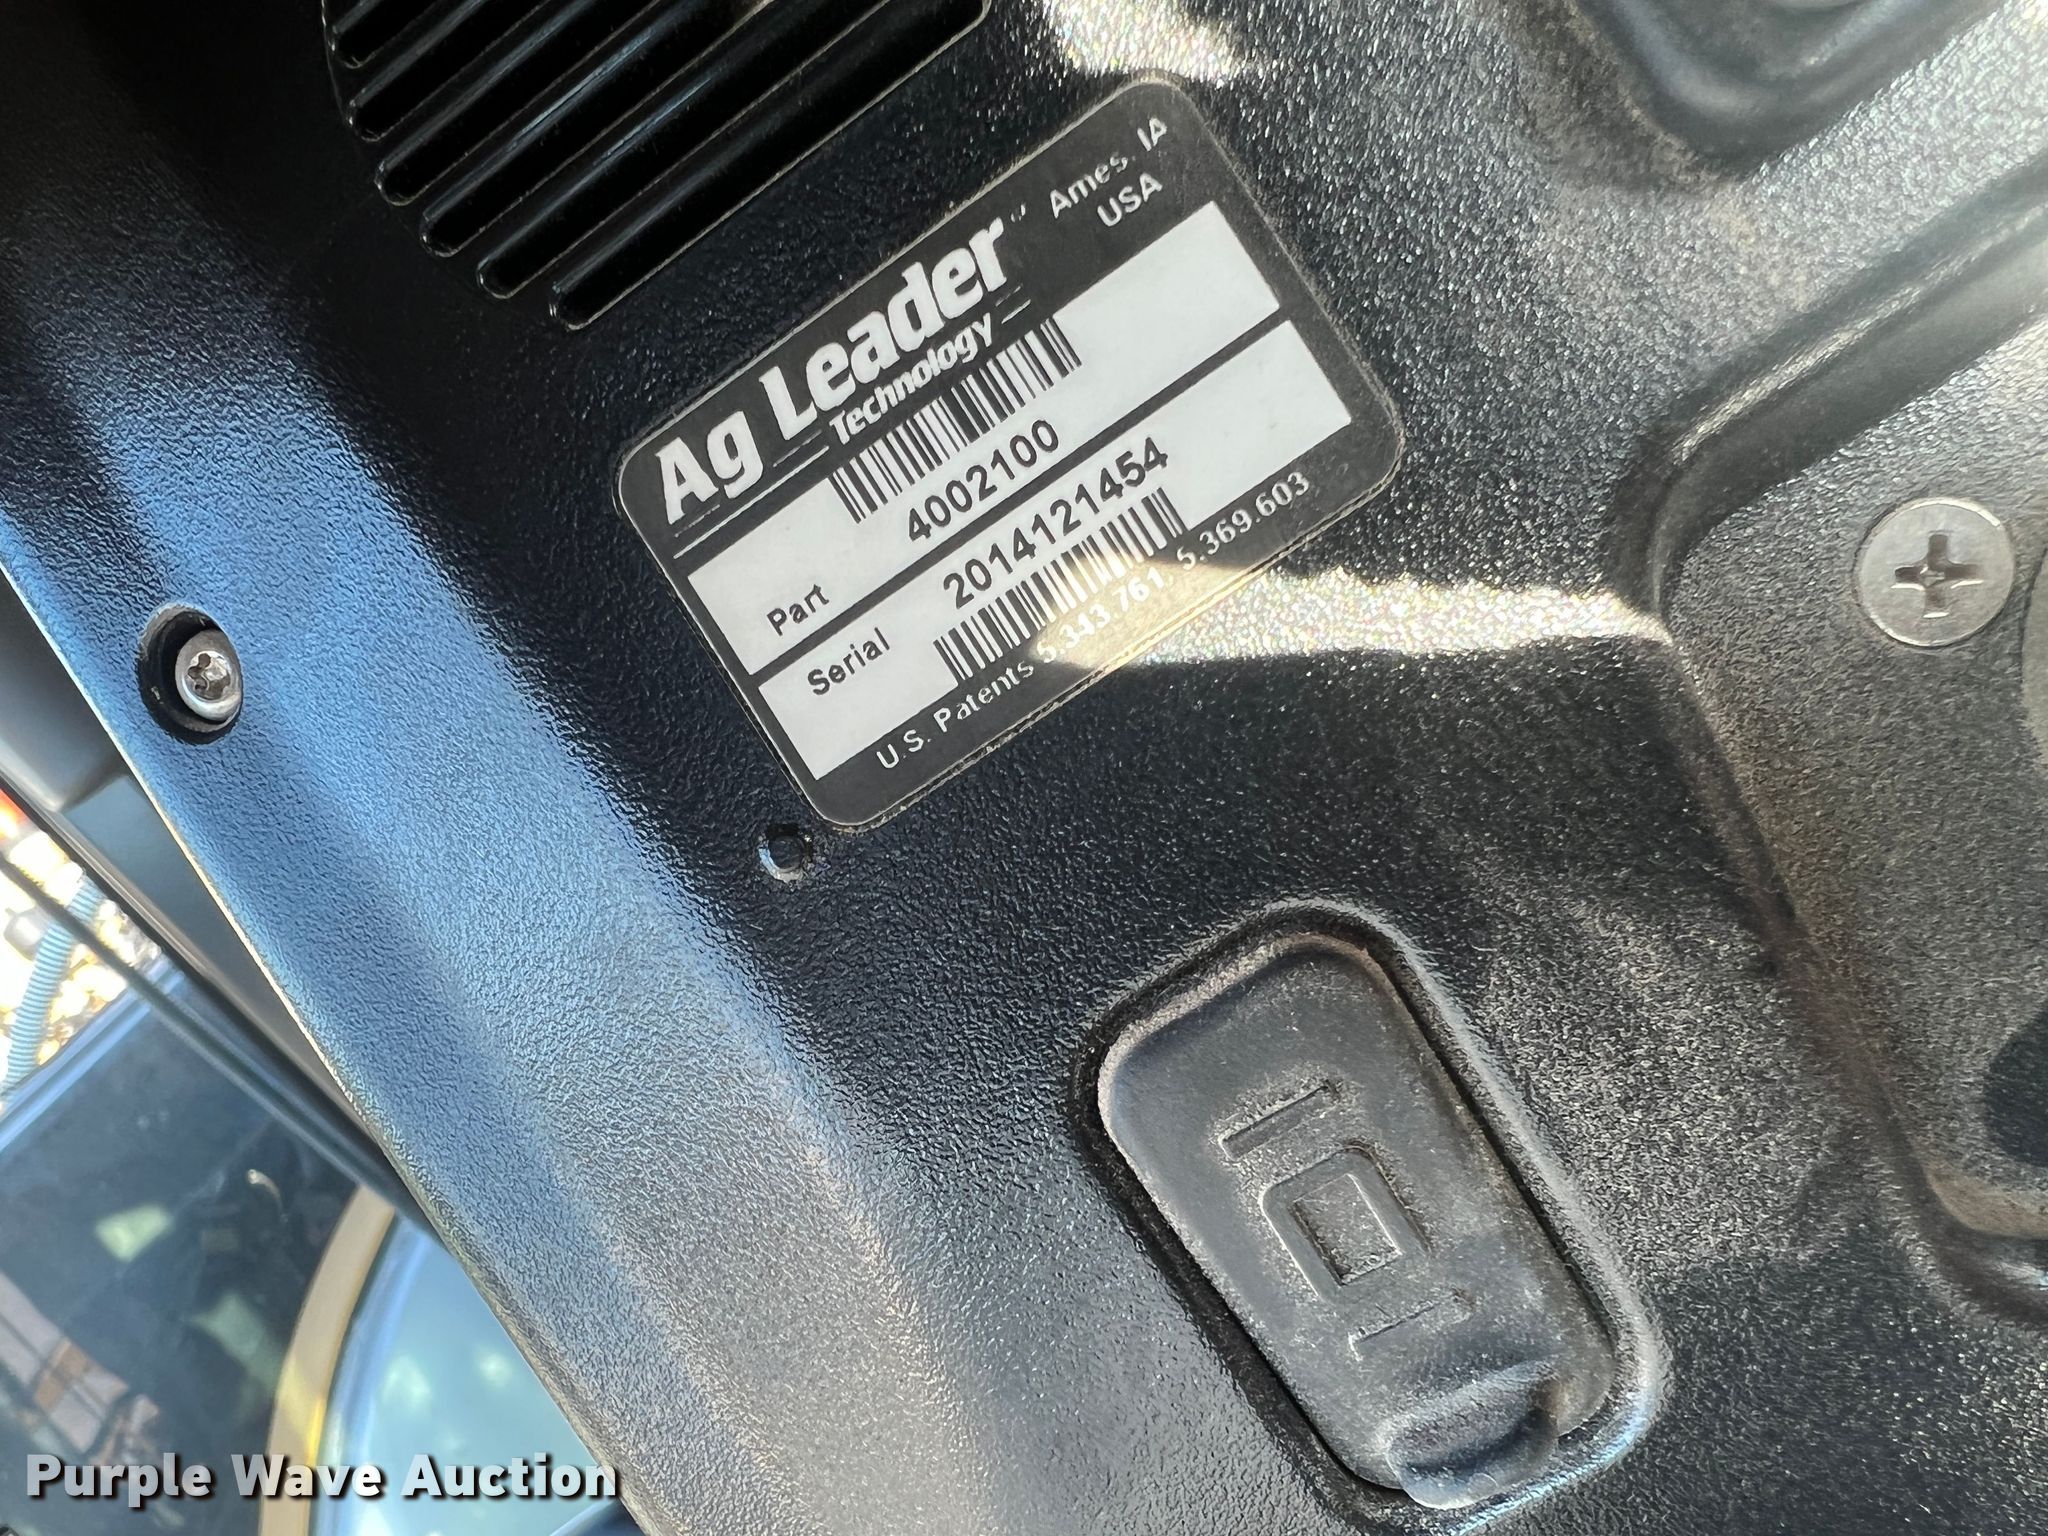 Ag Leader
Technology
Ames, IA
USA
Part
4002100
Serial
2014121454
U.S. Patents 5.343.761, 5.369.603
Purple Wave Auction